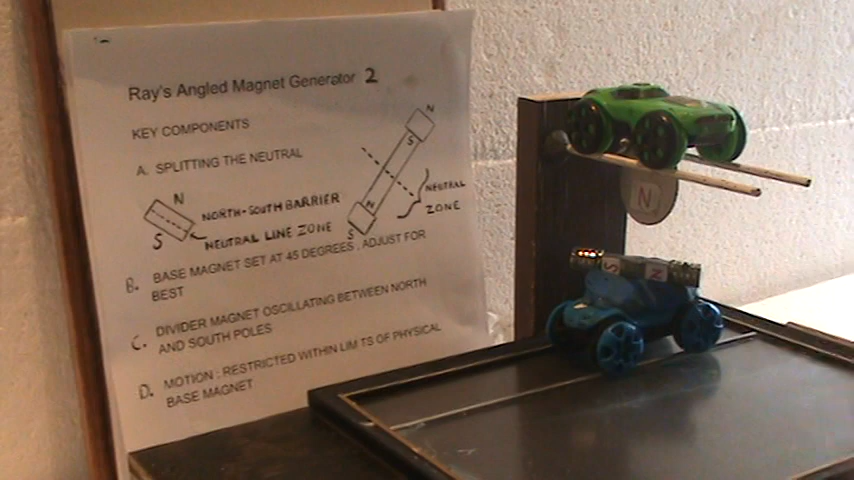 Ray's Angled Magnet Generator 2
KEY COMPONENTS
A. SPLITTING THE NEUTRAL
N
S
NORTH-SOUTH BARRIER
NEUTRAL LINE ZONE
N
S
N
S
NEUTRAL
ZONE
B. BASE MAGNET SET AT 45 DEGREES, ADJUST FOR
BEST
C. DIVIDER MAGNET OSCILLATING BETWEEN NORTH
AND SOUTH POLES
D. MOTION : RESTRICTED WITHIN LIM TS OF PHYSICAL
BASE MAGNET
N
S
N